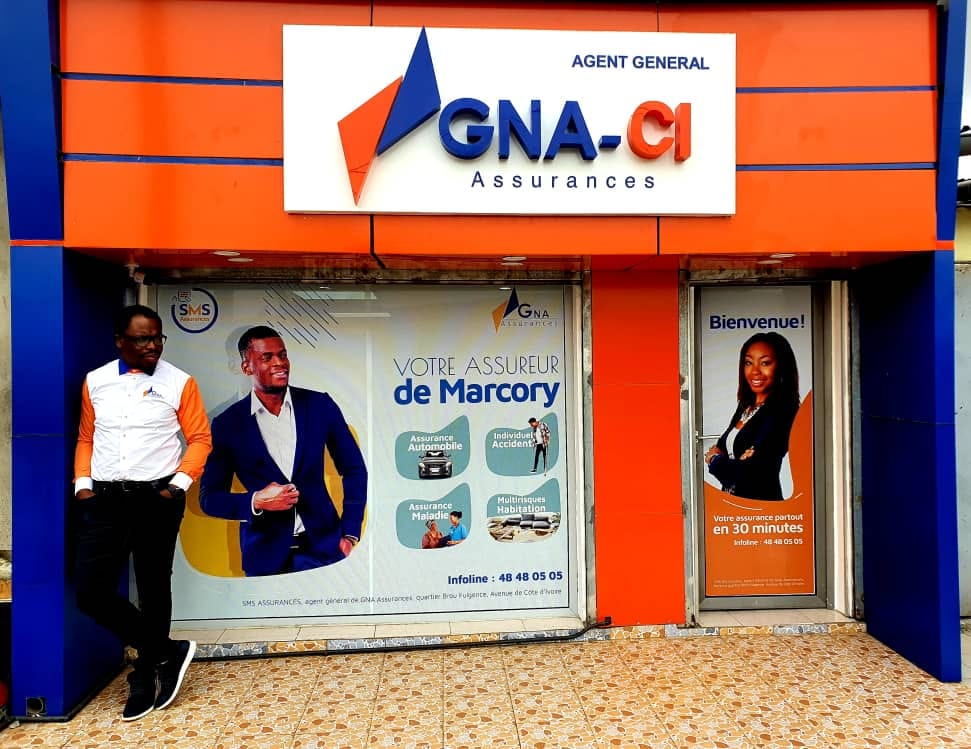 AGENT GENERAL
GNA-CI
Assurances
SMS
Assurances
GNA
Assurances
VOTRE ASSUREUR
de Marcory
Assurance
Automobile
Individuel
Accident
Assurance
Maladie
Multirisques
Habitation
Infoline : 48 48 05 05
SMS ASSURANCES, agent général de GNA Assurances, quartier Brou Fulgence, Avenue de Côte d'Ivoire
Bienvenue!
Votre assurance partout
en 30 minutes
Infoline : 48 48 05 05